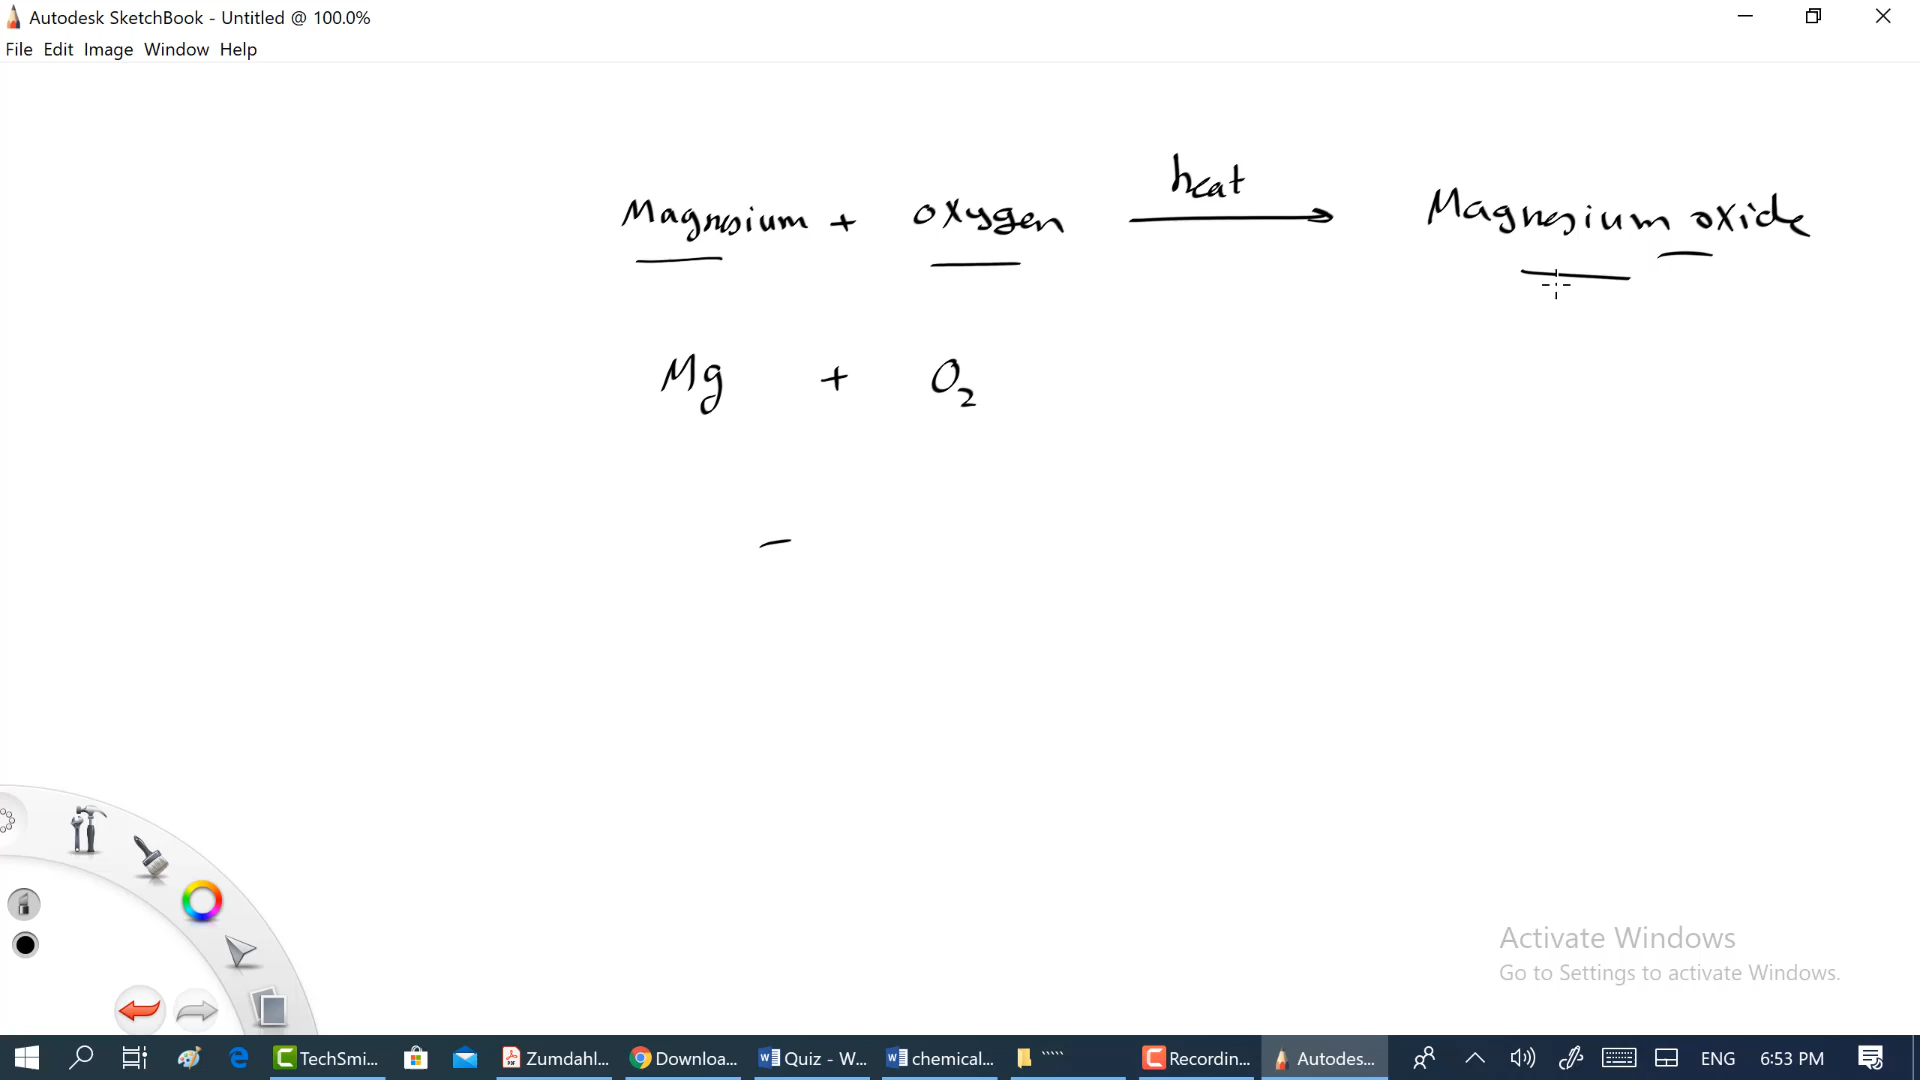 Autodesk SketchBook - Untitled @ 100.0%
File Edit Image Window Help
heat
Magnesium + oxygen → Magnesium oxide
Mg + O₂
Activate Windows
Go to Settings to activate Windows.
TechSmi... Zumdahl... Downloa... Quiz - W... chemical... ````` Recordin... Autodes... ENG 6:53 PM